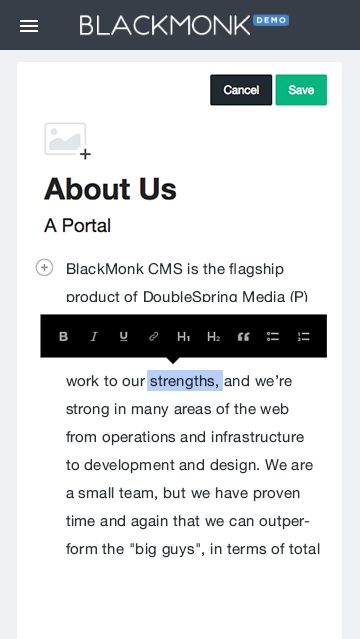 BLACKMONK DEMO
Cancel Save
About Us
A Portal
BlackMonk CMS is the flagship
product of DoubleSpring Media (P)
B I U H1 H2
work to our strengths, and we’re
strong in many areas of the web
from operations and infrastructure
to development and design. We are
a small team, but we have proven
time and again that we can outper-
form the "big guys", in terms of total